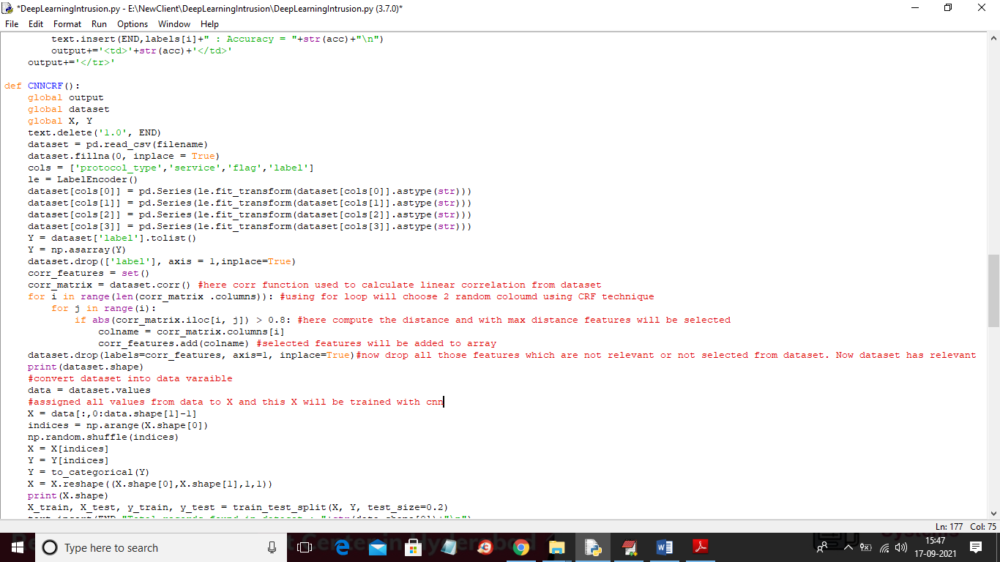 *DeepLearningIntrusion.py - E:\NewClient\DeepLearningIntrusion\DeepLearningIntrusion.py (3.7.0)*
File Edit Format Run Options Window Help
        text.insert(END,labels[i]+" : Accuracy = "+str(acc)+"\n")
        output+='<td>'+str(acc)+'</td>'
    output+='</tr>'
def CNNCRF():
    global output
    global dataset
    global X, Y
    text.delete('1.0', END)
    dataset = pd.read_csv(filename)
    dataset.fillna(0, inplace = True)
    cols = ['protocol_type','service','flag','label']
    le = LabelEncoder()
    dataset[cols[0]] = pd.Series(le.fit_transform(dataset[cols[0]].astype(str)))
    dataset[cols[1]] = pd.Series(le.fit_transform(dataset[cols[1]].astype(str)))
    dataset[cols[2]] = pd.Series(le.fit_transform(dataset[cols[2]].astype(str)))
    dataset[cols[3]] = pd.Series(le.fit_transform(dataset[cols[3]].astype(str)))
    Y = dataset['label'].tolist()
    Y = np.asarray(Y)
    dataset.drop(['label'], axis = 1,inplace=True)
    corr_features = set()
    corr_matrix = dataset.corr() #here corr function used to calculate linear correlation from dataset
    for i in range(len(corr_matrix .columns)): #using for loop will choose 2 random coloumd using CRF technique
        for j in range(i):
            if abs(corr_matrix.iloc[i, j]) > 0.8: #here compute the distance and with max distance features will be selected
                colname = corr_matrix.columns[i]
                corr_features.add(colname) #selected features will be added to array
    dataset.drop(labels=corr_features, axis=1, inplace=True)#now drop all those features which are not relevant or not selected from dataset. Now dataset has relevant
    print(dataset.shape)
    #convert dataset into data varaible
    data = dataset.values
    #assigned all values from data to X and this X will be trained with cnn
    X = data[:,0:data.shape[1]-1]
    indices = np.arange(X.shape[0])
    np.random.shuffle(indices)
    X = X[indices]
    Y = Y[indices]
    Y = to_categorical(Y)
    X = X.reshape((X.shape[0],X.shape[1],1,1))
    print(X.shape)
    X_train, X_test, y_train, y_test = train_test_split(X, Y, test_size=0.2)
    text.insert(END,"Total records found in dataset : "+str(data.shape[0])+"\n")
Ln: 177 Col: 75
Type here to search
15:47
17-09-2021